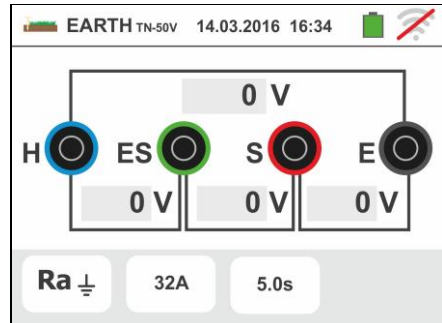 EARTH TN-50V 14.03.2016 16:34
0 V
H ES S E
0 V 0 V 0 V
Ra 32A 5.0s